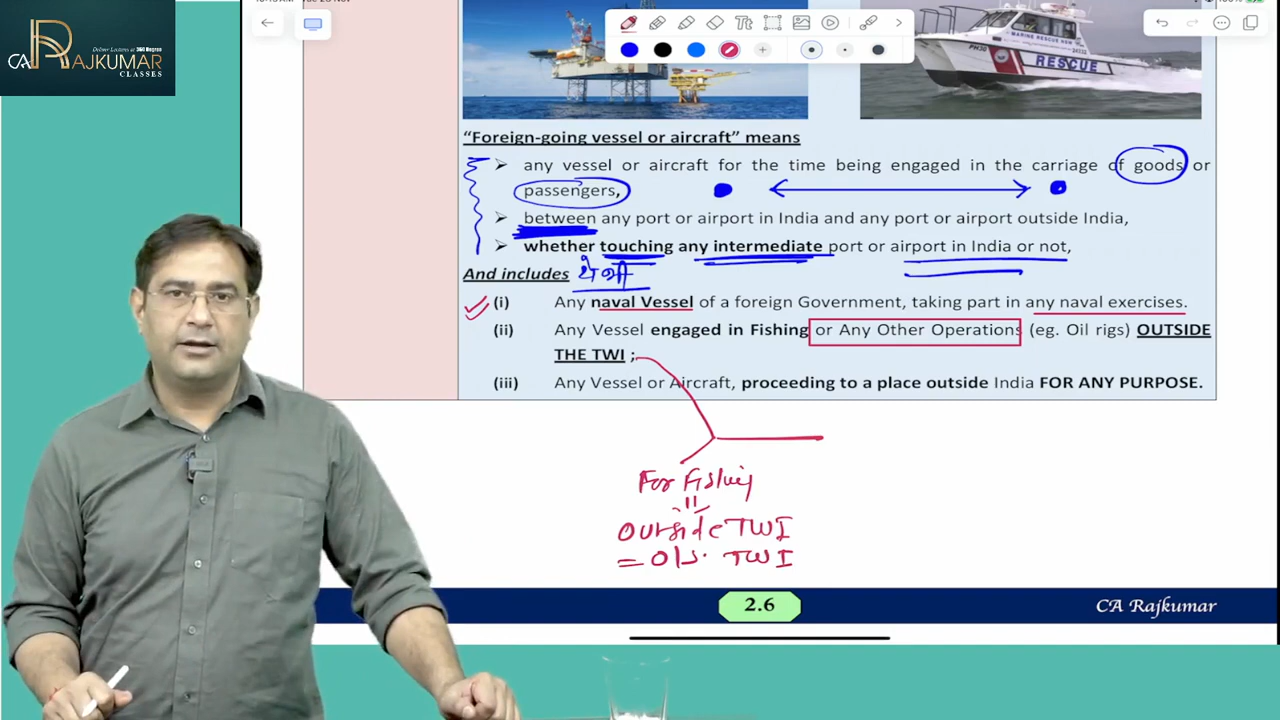 Deliver Lectures at 360 Degree
CA RAJKUMAR
CLASSES
Tt
MARINE RESCUE NSW
PH30
RESCUE
“Foreign-going vessel or aircraft” means
➢ any vessel or aircraft for the time being engaged in the carriage of goods or
passengers,
➢ between any port or airport in India and any port or airport outside India,
➢ whether touching any intermediate port or airport in India or not,
And includes
(i) Any naval Vessel of a foreign Government, taking part in any naval exercises.
(ii) Any Vessel engaged in Fishing or Any Other Operations (eg. Oil rigs) OUTSIDE
THE TWI ;
(iii) Any Vessel or Aircraft, proceeding to a place outside India FOR ANY PURPOSE.
For Fishing
Outside TWI
= O/s. TWI
2.6
CA Rajkumar